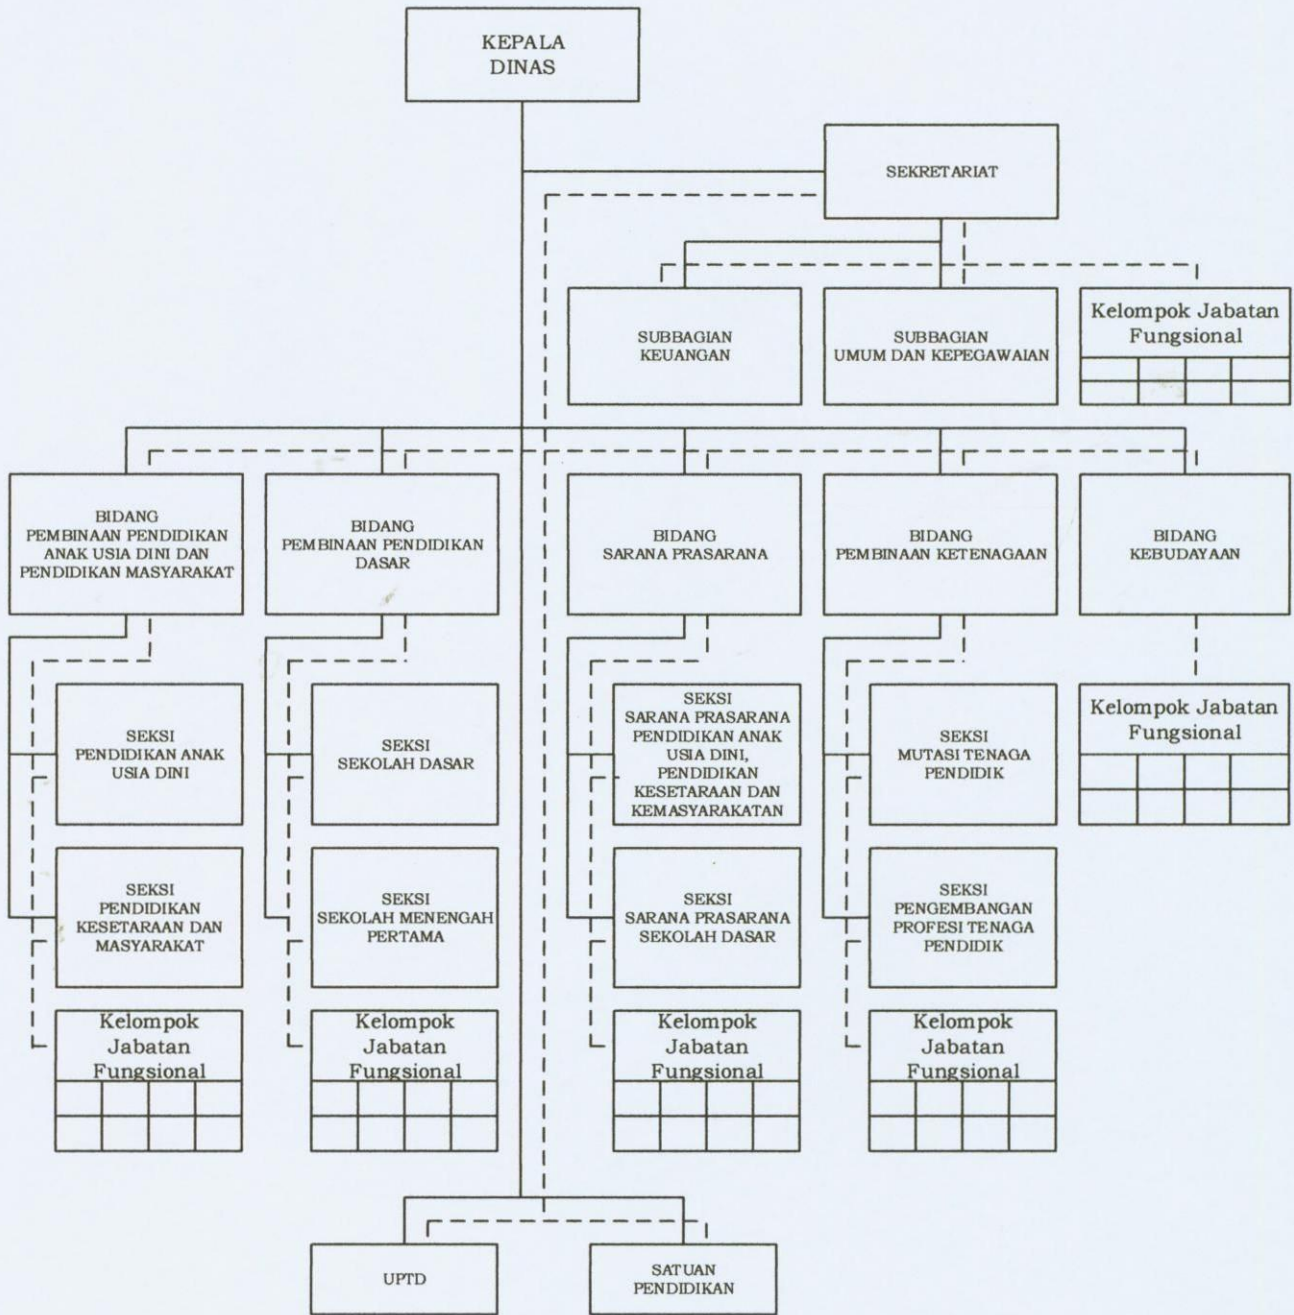 KEPALA
DINAS
SEKRETARIAT
SUBBAGIAN
KEUANGAN
SUBBAGIAN
UMUM DAN KEPEGAWAIAN
Kelompok Jabatan
Fungsional
BIDANG
PEMBINAAN PENDIDIKAN
ANAK USIA DINI DAN
PENDIDIKAN MASYARAKAT
BIDANG
PEMBINAAN PENDIDIKAN
DASAR
BIDANG
SARANA PRASARANA
BIDANG
PEMBINAAN KETENAGAAN
BIDANG
KEBUDAYAAN
SEKSI
PENDIDIKAN ANAK
USIA DINI
SEKSI
SEKOLAH DASAR
SEKSI
SARANA PRASARANA
PENDIDIKAN ANAK
USIA DINI,
PENDIDIKAN
KESETARAAN DAN
KEMASYARAKATAN
SEKSI
MUTASI TENAGA
PENDIDIK
Kelompok Jabatan
Fungsional
SEKSI
PENDIDIKAN
KESETARAAN DAN
MASYARAKAT
SEKSI
SEKOLAH MENENGAH
PERTAMA
SEKSI
SARANA PRASARANA
SEKOLAH DASAR
SEKSI
PENGEMBANGAN
PROFESI TENAGA
PENDIDIK
Kelompok
Jabatan
Fungsional
Kelompok
Jabatan
Fungsional
Kelompok
Jabatan
Fungsional
Kelompok
Jabatan
Fungsional
UPTD
SATUAN
PENDIDIKAN